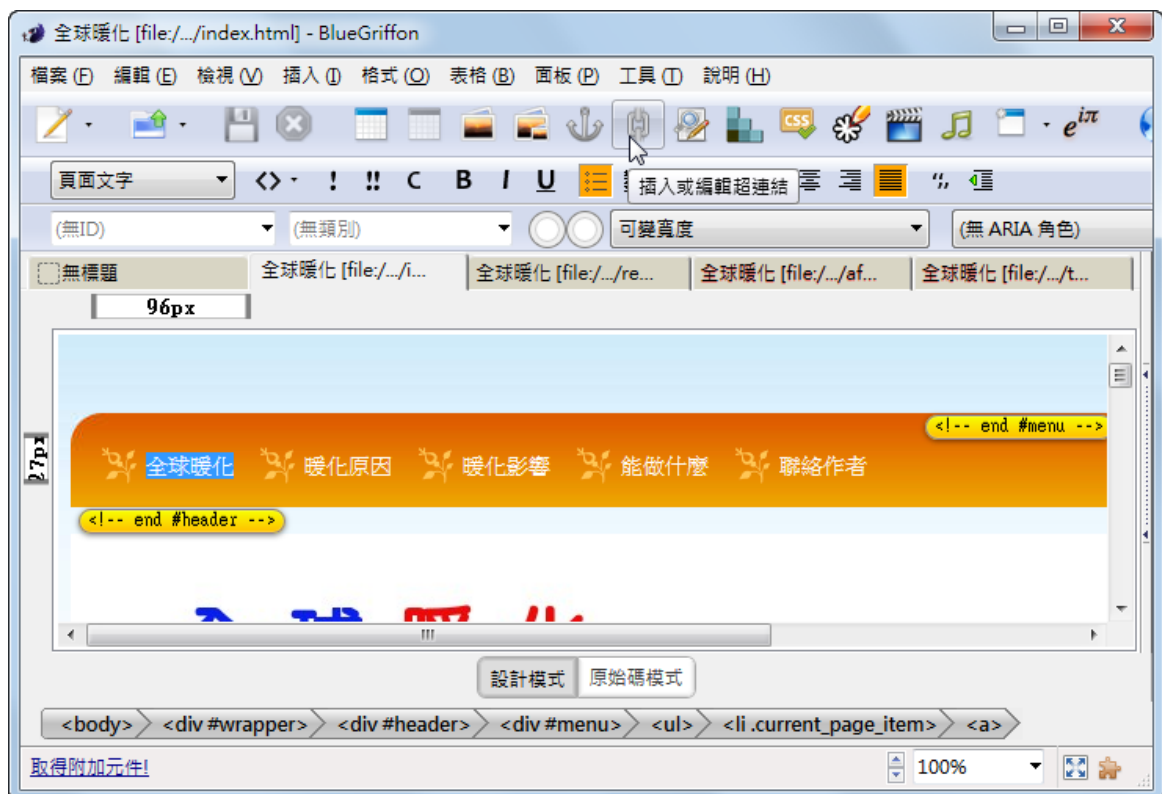 全球暖化 [file:/.../index.html] - BlueGriffon
檔案 (F) 編輯 (E) 檢視 (V) 插入 (I) 格式 (O) 表格 (B) 面板 (P) 工具 (T) 說明 (H)
CSS e^iπ
頁面文字 <> ! !! C B I U
插入或編輯超連結
(無ID) (無類別) 可變寬度 (無 ARIA 角色)
無標題 全球暖化 [file:/.../i... 全球暖化 [file:/.../re... 全球暖化 [file:/.../af... 全球暖化 [file:/.../t...
96px
27px
<!-- end #menu -->
全球暖化 暖化原因 暖化影響 能做什麼 聯絡作者
<!-- end #header -->
全球暖化
設計模式 原始碼模式
<body> <div #wrapper> <div #header> <div #menu> <ul> <li .current_page_item> <a>
取得附加元件! 100%